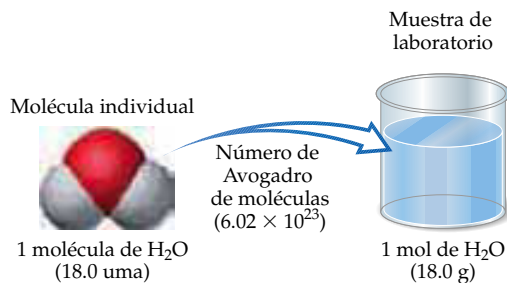 Muestra de
laboratorio
Molécula individual
Número de
Avogadro
de moléculas
(6.02 × 10²³)
1 molécula de H₂O
(18.0 uma)
1 mol de H₂O
(18.0 g)